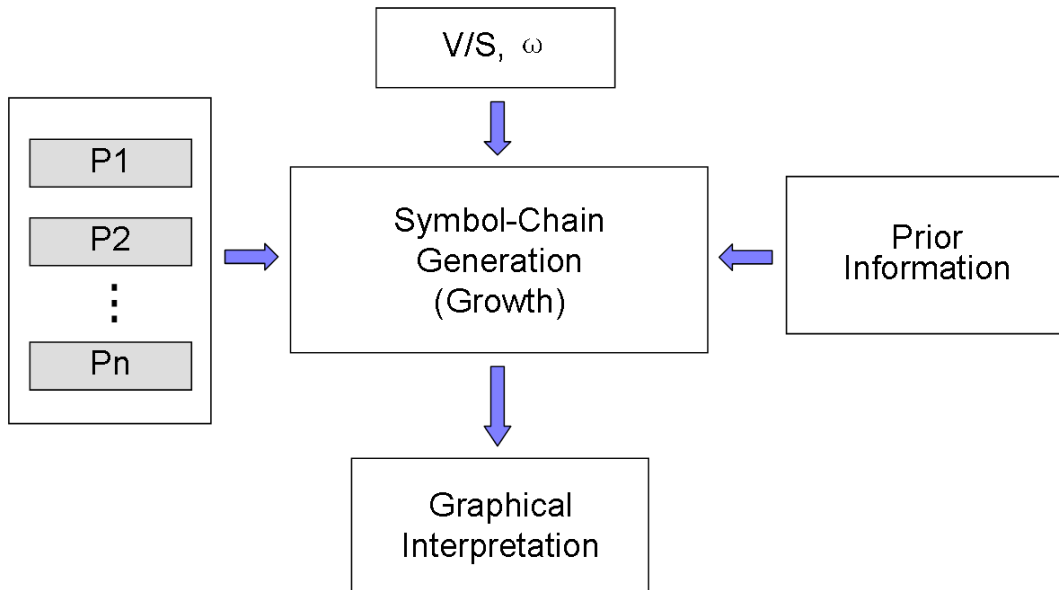 V/S, ω
P1
P2
⋮
Pn
Symbol-Chain
Generation
(Growth)
Prior
Information
Graphical
Interpretation